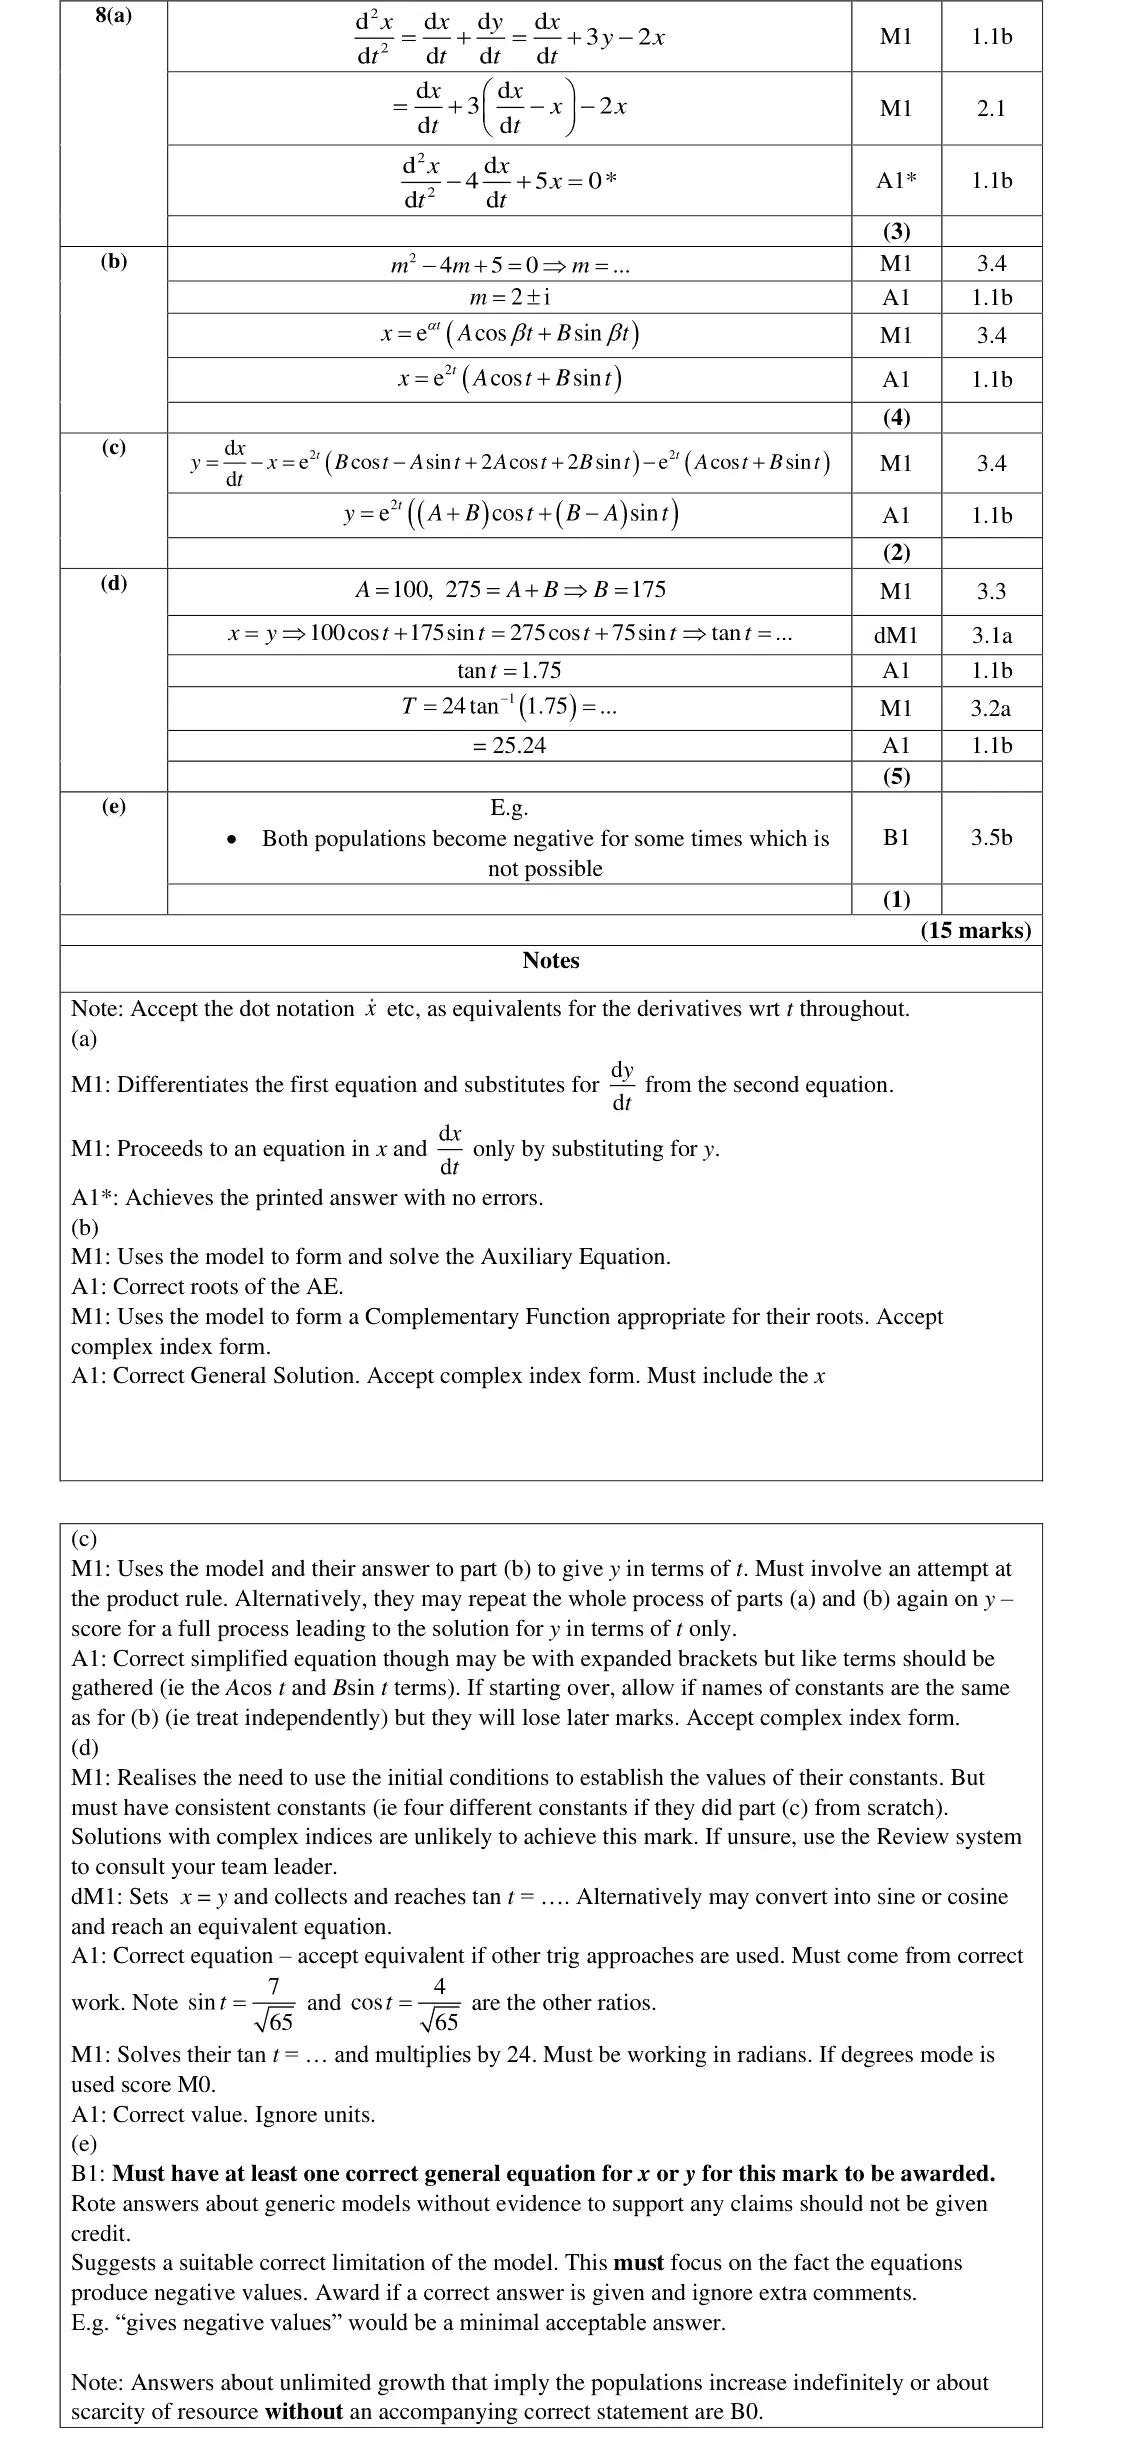 8(a)
d²x/dt² = dx/dt + dy/dt = dx/dt + 3y − 2x M1 1.1b
= dx/dt + 3(dx/dt − x) − 2x M1 2.1
d²x/dt² − 4 dx/dt + 5x = 0* A1* 1.1b
(3)
(b) m² − 4m + 5 = 0 ⇒ m = ... M1 3.4
m = 2 ± i A1 1.1b
x = e^{αt}(A cos βt + B sin βt) M1 3.4
x = e^{2t}(A cos t + B sin t) A1 1.1b
(4)
(c) y = dx/dt − x = e^{2t}(B cos t − A sin t + 2A cos t + 2B sin t) − e^{2t}(A cos t + B sin t) M1 3.4
y = e^{2t}((A + B) cos t + (B − A) sin t) A1 1.1b
(2)
(d) A = 100, 275 = A + B ⇒ B = 175 M1 3.3
x = y ⇒ 100 cos t + 175 sin t = 275 cos t + 75 sin t ⇒ tan t = ... dM1 3.1a
tan t = 1.75 A1 1.1b
T = 24 tan⁻¹(1.75) = ... M1 3.2a
= 25.24 A1 1.1b
(5)
(e) E.g.
• Both populations become negative for some times which is
not possible B1 3.5b
(1)
(15 marks)
Notes
Note: Accept the dot notation ẋ etc, as equivalents for the derivatives wrt t throughout.
(a)
M1: Differentiates the first equation and substitutes for dy/dt from the second equation.
M1: Proceeds to an equation in x and dx/dt only by substituting for y.
A1*: Achieves the printed answer with no errors.
(b)
M1: Uses the model to form and solve the Auxiliary Equation.
A1: Correct roots of the AE.
M1: Uses the model to form a Complementary Function appropriate for their roots. Accept
complex index form.
A1: Correct General Solution. Accept complex index form. Must include the x
(c)
M1: Uses the model and their answer to part (b) to give y in terms of t. Must involve an attempt at
the product rule. Alternatively, they may repeat the whole process of parts (a) and (b) again on y –
score for a full process leading to the solution for y in terms of t only.
A1: Correct simplified equation though may be with expanded brackets but like terms should be
gathered (ie the Acos t and Bsin t terms). If starting over, allow if names of constants are the same
as for (b) (ie treat independently) but they will lose later marks. Accept complex index form.
(d)
M1: Realises the need to use the initial conditions to establish the values of their constants. But
must have consistent constants (ie four different constants if they did part (c) from scratch).
Solutions with complex indices are unlikely to achieve this mark. If unsure, use the Review system
to consult your team leader.
dM1: Sets x = y and collects and reaches tan t = …. Alternatively may convert into sine or cosine
and reach an equivalent equation.
A1: Correct equation – accept equivalent if other trig approaches are used. Must come from correct
work. Note sin t = 7/√65 and cos t = 4/√65 are the other ratios.
M1: Solves their tan t = … and multiplies by 24. Must be working in radians. If degrees mode is
used score M0.
A1: Correct value. Ignore units.
(e)
B1: Must have at least one correct general equation for x or y for this mark to be awarded.
Rote answers about generic models without evidence to support any claims should not be given
credit.
Suggests a suitable correct limitation of the model. This must focus on the fact the equations
produce negative values. Award if a correct answer is given and ignore extra comments.
E.g. “gives negative values” would be a minimal acceptable answer.
Note: Answers about unlimited growth that imply the populations increase indefinitely or about
scarcity of resource without an accompanying correct statement are B0.